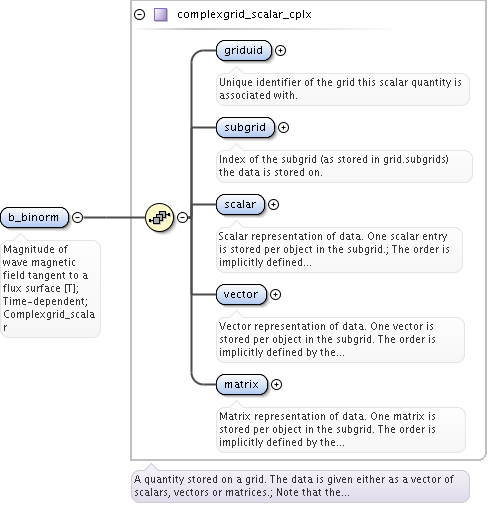 complexgrid_scalar_cplx
griduid
Unique identifier of the grid this scalar quantity is
associated with.
subgrid
Index of the subgrid (as stored in grid.subgrids)
the data is stored on.
b_binorm
Magnitude of
wave magnetic
field tangent to a
flux surface [T];
Time-dependent;
Complexgrid_scala
r
scalar
Scalar representation of data. One scalar entry
is stored per object in the subgrid.; The order is
implicitly defined...
vector
Vector representation of data. One vector is
stored per object in the subgrid. The order is
implicitly defined by the...
matrix
Matrix representation of data. One matrix is
stored per object in the subgrid. The order is
implicitly defined by the...
A quantity stored on a grid. The data is given either as a vector of
scalars, vectors or matrices.; Note that the...